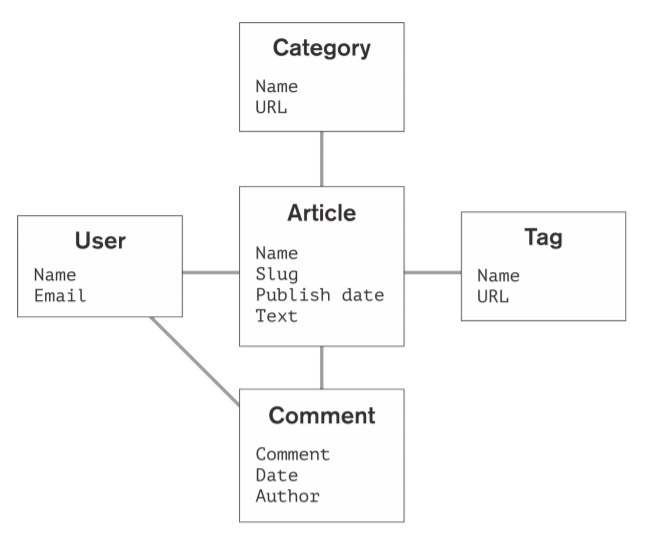 Category
Name
URL
Article
Name
Slug
Publish date
Text
User
Name
Email
Tag
Name
URL
Comment
Comment
Date
Author